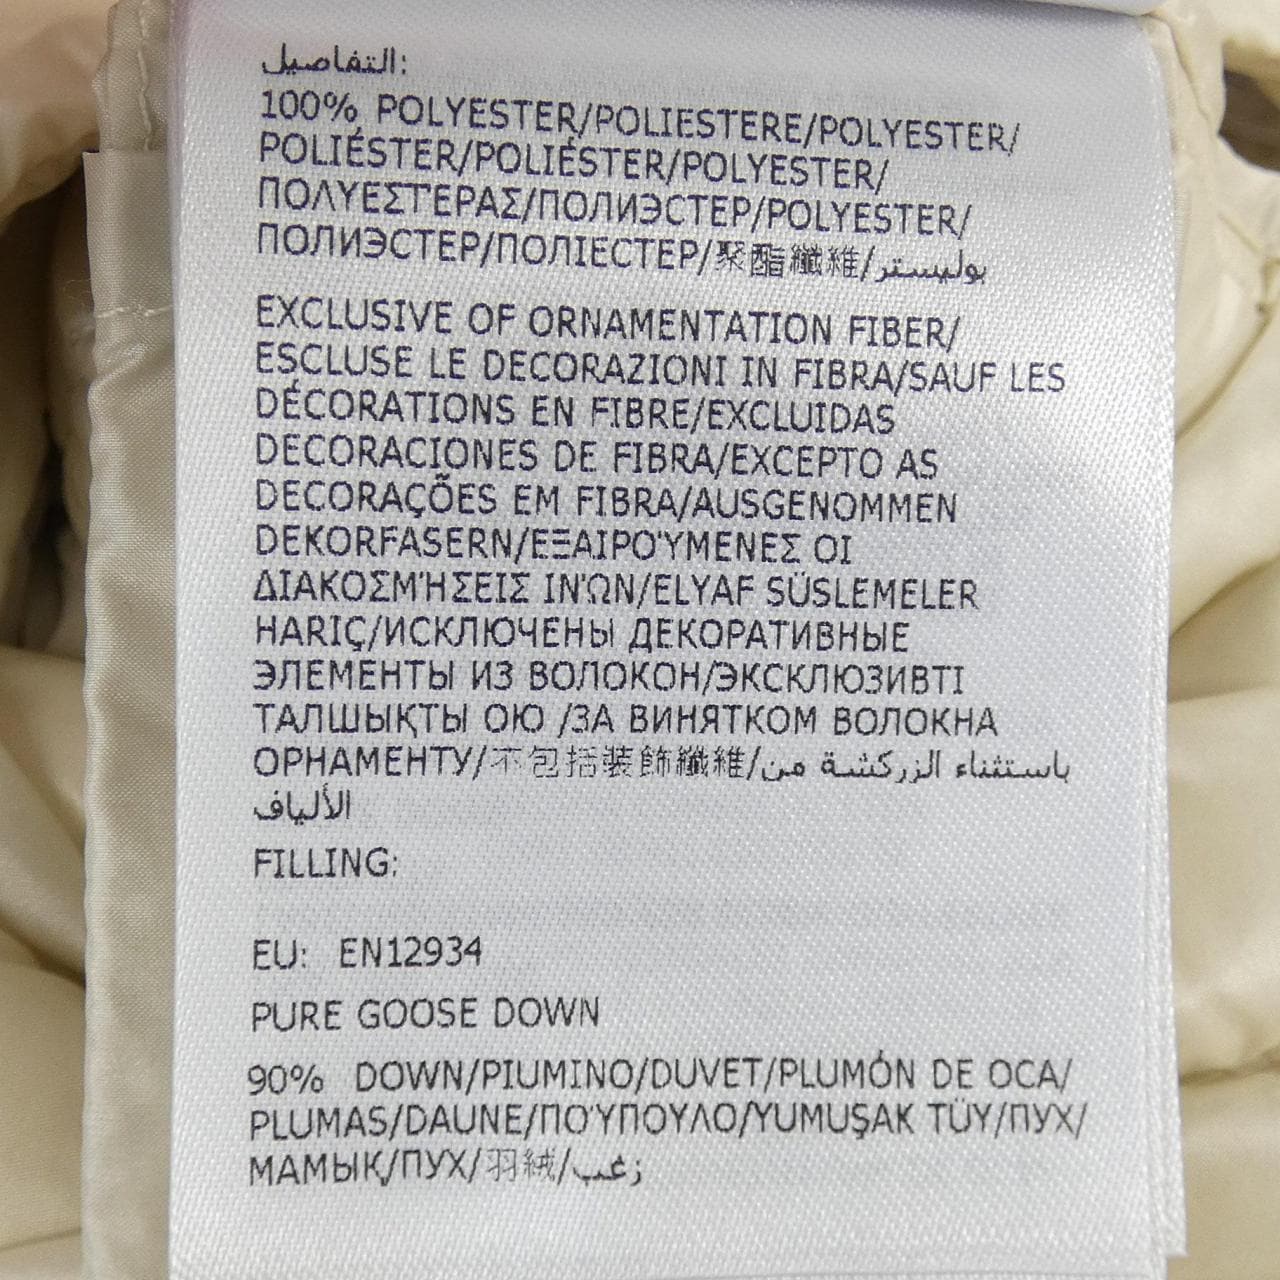 التفاصيل:
100% POLYESTER/POLIESTERE/POLYESTER/
POLIÉSTER/POLIÉSTER/POLYESTER/
ΠΟΛΥΕΣΤΕΡΑΣ/ПОЛИЭСТЕР/POLYESTER/
ПОЛИЭСТЕР/ПОЛІЕСТЕР/聚酯纖維/بوليستر
EXCLUSIVE OF ORNAMENTATION FIBER/
ESCLUSE LE DECORAZIONI IN FIBRA/SAUF LES
DÉCORATIONS EN FIBRE/EXCLUIDAS
DECORACIONES DE FIBRA/EXCEPTO AS
DECORAÇÕES EM FIBRA/AUSGENOMMEN
DEKORFASERN/ΕΞΑΙΡΟΎΜΕΝΕΣ ΟΙ
ΔΙΑΚΟΣΜΉΣΕΙΣ ΙΝΏΝ/ELYAF SÜSLEMELER
HARIÇ/ИСКЛЮЧЕНЫ ДЕКОРАТИВНЫЕ
ЭЛЕМЕНТЫ ИЗ ВОЛОКОН/ЭКСКЛЮЗИВТІ
ТАЛШЫҚТЫ ОЮ /ЗА ВИНЯТКОМ ВОЛОКНА
ОРНАМЕНТУ/不包括装飾纖維/باستثناء الزركشة من
الألياف
FILLING:
EU: EN12934
PURE GOOSE DOWN
90% DOWN/PIUMINO/DUVET/PLUMÓN DE OCA/
PLUMAS/DAUNE/ΠΟΎΠΟΥΛΟ/YUMUŞAK TÜY/ПУХ/
МАМЫҚ/ПУХ/羽絨/زغب